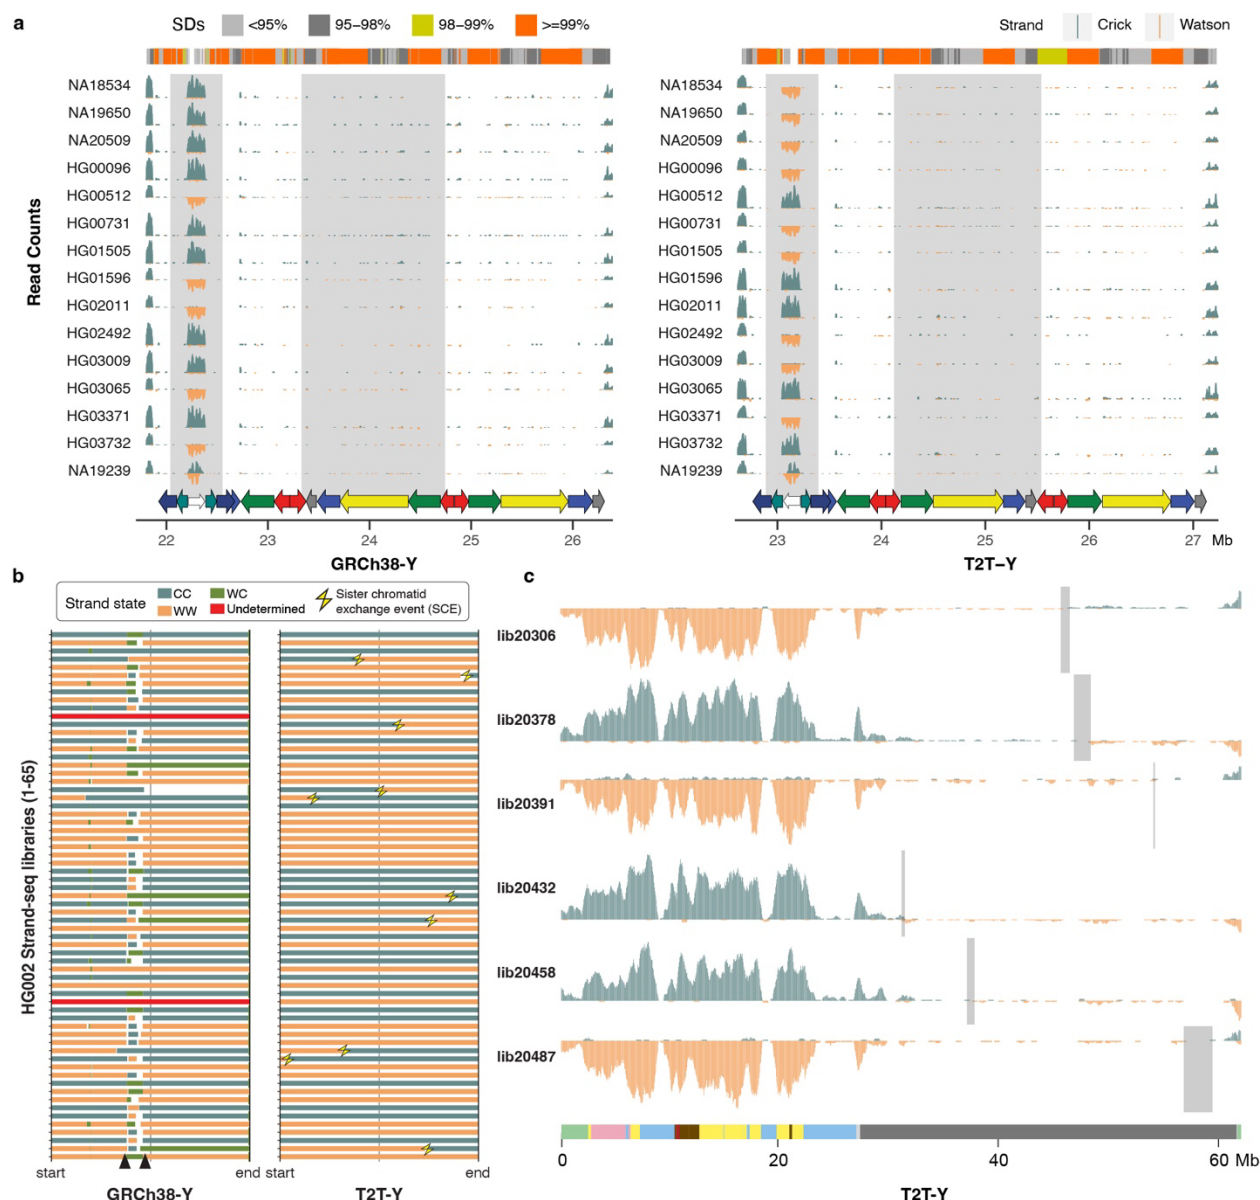 a
SDs <95% 95–98% 98–99% >=99%
Strand Crick Watson
Read Counts
NA18534
NA19650
NA20509
HG00096
HG00512
HG00731
HG01505
HG01596
HG02011
HG02492
HG03009
HG03065
HG03371
HG03732
NA19239
22 23 24 25 26
GRCh38-Y
NA18534
NA19650
NA20509
HG00096
HG00512
HG00731
HG01505
HG01596
HG02011
HG02492
HG03009
HG03065
HG03371
HG03732
NA19239
23 24 25 26 27 Mb
T2T–Y
b
Strand state
CC WC
WW Undetermined
Sister chromatid
exchange event (SCE)
HG002 Strand-seq libraries (1-65)
start end start end
GRCh38-Y T2T-Y
c
lib20306
lib20378
lib20391
lib20432
lib20458
lib20487
0 20 40 60 Mb
T2T-Y